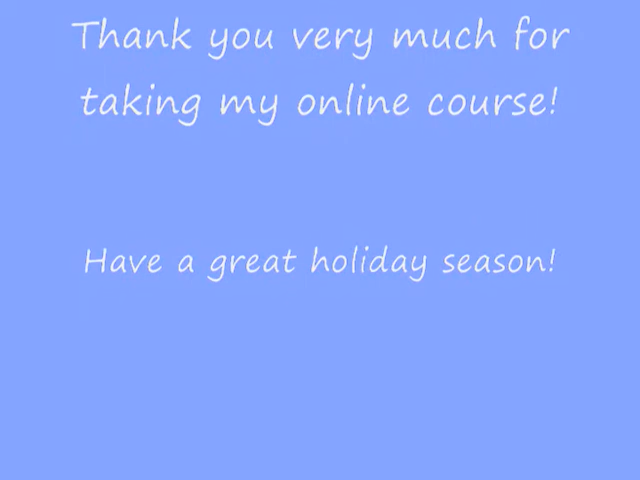 Thank you very much for
taking my online course!
Have a great holiday season!